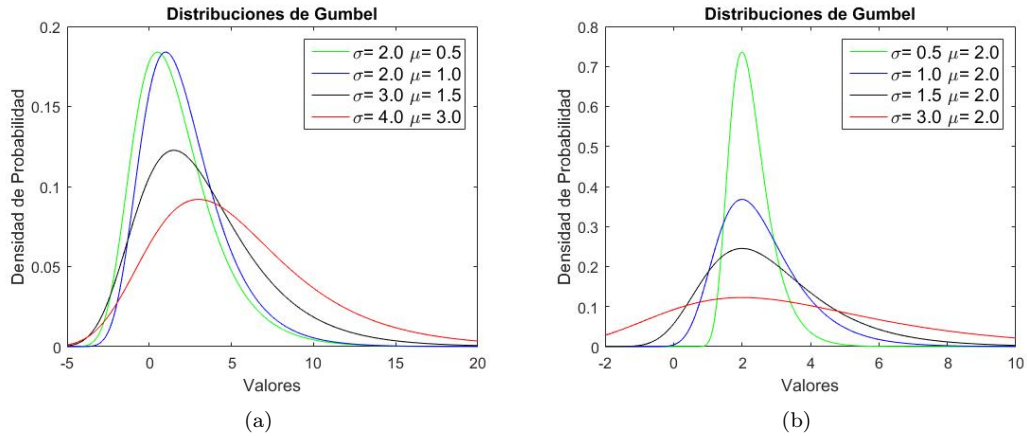 Distribuciones de Gumbel
Densidad de Probabilidad
0.2
0.15
0.1
0.05
0
-5
0
5
10
15
20
Valores
σ= 2.0 μ= 0.5
σ= 2.0 μ= 1.0
σ= 3.0 μ= 1.5
σ= 4.0 μ= 3.0
(a)
Distribuciones de Gumbel
Densidad de Probabilidad
0.8
0.7
0.6
0.5
0.4
0.3
0.2
0.1
0
-2
0
2
4
6
8
10
Valores
σ= 0.5 μ= 2.0
σ= 1.0 μ= 2.0
σ= 1.5 μ= 2.0
σ= 3.0 μ= 2.0
(b)